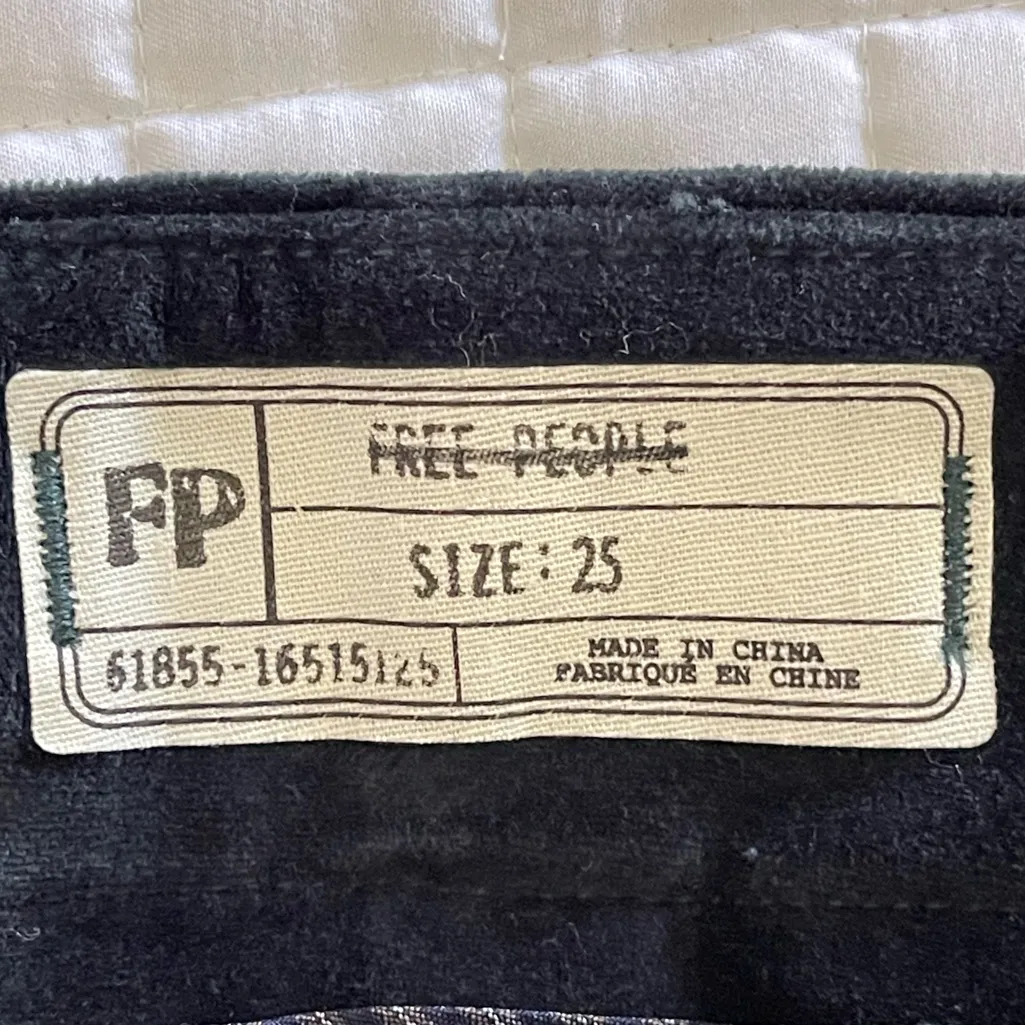 FP
FREE PEOPLE
SIZE: 25
61855-16515125
MADE IN CHINA
FABRIQUÉ EN CHINE